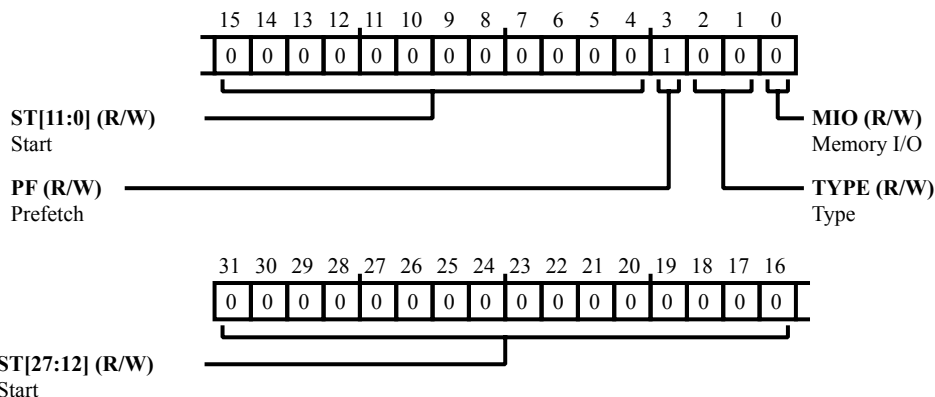 15 14 13 12 11 10 9 8 7 6 5 4 3 2 1 0
0 0 0 0 0 0 0 0 0 0 0 0 1 0 0 0
ST[11:0] (R/W)
Start
MIO (R/W)
Memory I/O
PF (R/W)
Prefetch
TYPE (R/W)
Type
31 30 29 28 27 26 25 24 23 22 21 20 19 18 17 16
0 0 0 0 0 0 0 0 0 0 0 0 0 0 0 0
ST[27:12] (R/W)
Start